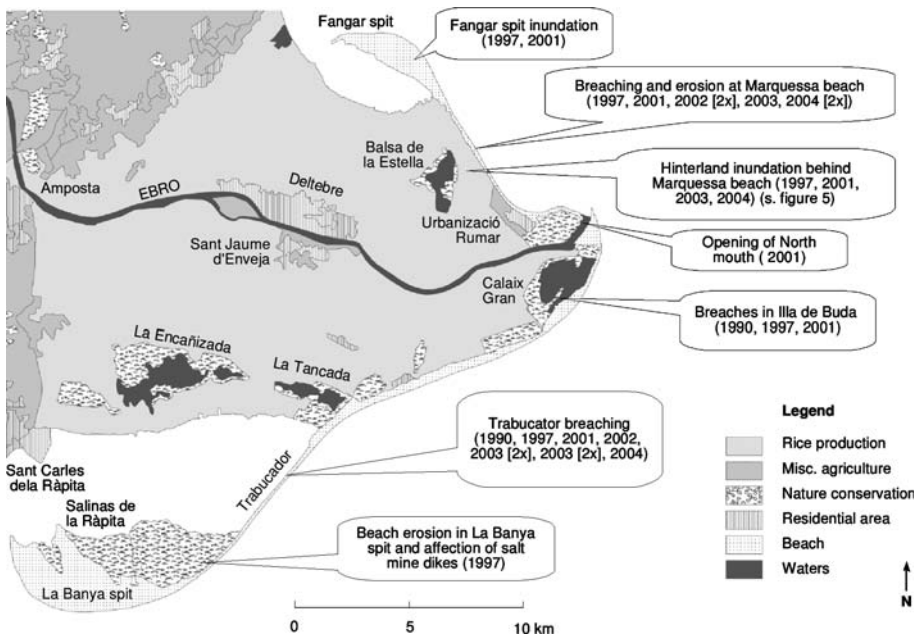 Fangar spit
Fangar spit inundation
(1997, 2001)
Breaching and erosion at Marquessa beach
(1997, 2001, 2002 [2x], 2003, 2004 [2x])
Balsa de
la Estella
Hinterland inundation behind
Marquessa beach (1997, 2001,
2003, 2004) (s. figure 5)
Amposta
EBRO
Deltebre
Urbanizació
Rumar
Sant Jaume
d'Enveja
Opening of North
mouth ( 2001)
Calaix
Gran
Breaches in Illa de Buda
(1990, 1997, 2001)
La Encañizada
La Tancada
Trabucator breaching
(1990, 1997, 2001, 2002,
2003 [2x], 2003 [2x], 2004)
Sant Carles
dela Ràpita
Trabucador
Salinas de
la Ràpita
Beach erosion in La Banya
spit and affection of salt
mine dikes (1997)
La Banya spit
Legend
Rice production
Misc. agriculture
Nature conservation
Residential area
Beach
Waters
N
0 5 10 km